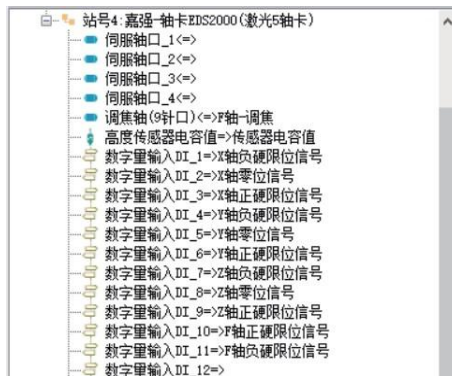 站号4:嘉强-轴卡EDS2000(激光5轴卡)
伺服轴口_1<=>
伺服轴口_2<=>
伺服轴口_3<=>
伺服轴口_4<=>
调焦轴(9针口)<=>F轴-调焦
高度传感器电容值=>传感器电容值
数字量输入DI_1=>X轴负硬限位信号
数字量输入DI_2=>X轴零位信号
数字量输入DI_3=>X轴正硬限位信号
数字量输入DI_4=>Y轴负硬限位信号
数字量输入DI_5=>Y轴零位信号
数字量输入DI_6=>Y轴正硬限位信号
数字量输入DI_7=>Z轴负硬限位信号
数字量输入DI_8=>Z轴零位信号
数字量输入DI_9=>Z轴正硬限位信号
数字量输入DI_10=>F轴正硬限位信号
数字量输入DI_11=>F轴负硬限位信号
数字量输入DI_12=>